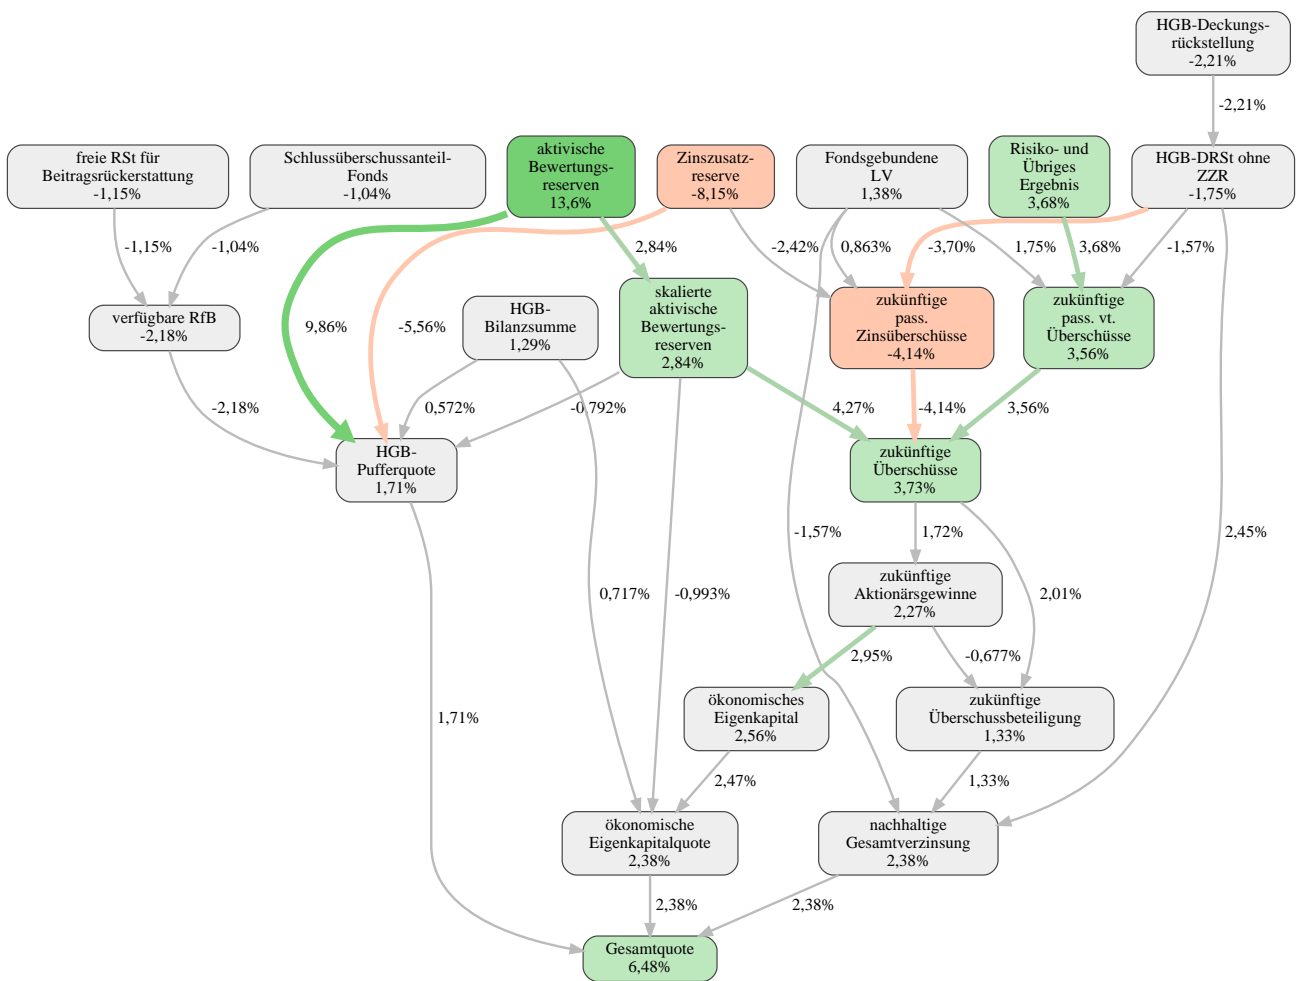 HGB-Deckungs-
rückstellung
-2,21%
-2,21%
freie RSt für
Beitragsrückerstattung
-1,15%
Schlussüberschussanteil-
Fonds
-1,04%
aktivische
Bewertungs-
reserven
13,6%
Zinszusatz-
reserve
-8,15%
Fondsgebundene
LV
1,38%
Risiko- und
Übriges
Ergebnis
3,68%
HGB-DRSt ohne
ZZR
-1,75%
-1,15%
-1,04%
2,84%
-2,42%
0,863%
-3,70%
1,75%
3,68%
-1,57%
verfügbare RfB
-2,18%
9,86%
-5,56%
HGB-
Bilanzsumme
1,29%
skalierte
aktivische
Bewertungs-
reserven
2,84%
zukünftige
pass.
Zinsüberschüsse
-4,14%
zukünftige
pass. vt.
Überschüsse
3,56%
-2,18%
0,572%
-0,792%
4,27%
-4,14%
3,56%
HGB-
Pufferquote
1,71%
zukünftige
Überschüsse
3,73%
-1,57%
1,72%
2,45%
zukünftige
Aktionärsgewinne
2,27%
0,717%
-0,993%
2,01%
2,95%
-0,677%
ökonomisches
Eigenkapital
2,56%
zukünftige
Überschussbeteiligung
1,33%
1,71%
2,47%
1,33%
ökonomische
Eigenkapitalquote
2,38%
nachhaltige
Gesamtverzinsung
2,38%
2,38%
2,38%
Gesamtquote
6,48%